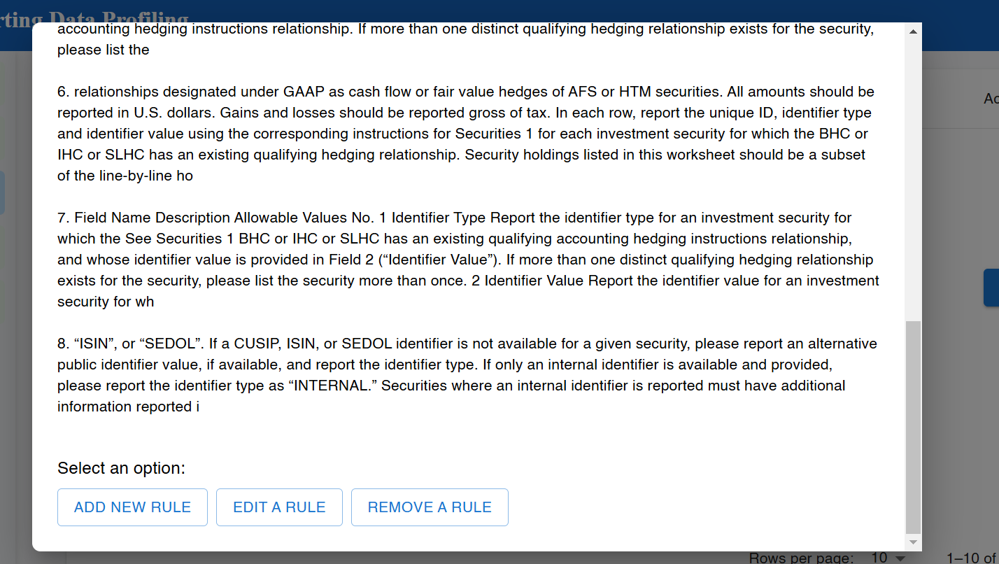 rting Data Profiling
accounting hedging instructions relationship. If more than one distinct qualifying hedging relationship exists for the security,
please list the
6. relationships designated under GAAP as cash flow or fair value hedges of AFS or HTM securities. All amounts should be
reported in U.S. dollars. Gains and losses should be reported gross of tax. In each row, report the unique ID, identifier type
and identifier value using the corresponding instructions for Securities 1 for each investment security for which the BHC or
IHC or SLHC has an existing qualifying hedging relationship. Security holdings listed in this worksheet should be a subset
of the line-by-line ho
7. Field Name Description Allowable Values No. 1 Identifier Type Report the identifier type for an investment security for
which the See Securities 1 BHC or IHC or SLHC has an existing qualifying accounting hedging instructions relationship,
and whose identifier value is provided in Field 2 (“Identifier Value”). If more than one distinct qualifying hedging relationship
exists for the security, please list the security more than once. 2 Identifier Value Report the identifier value for an investment
security for wh
8. “ISIN”, or “SEDOL”. If a CUSIP, ISIN, or SEDOL identifier is not available for a given security, please report an alternative
public identifier value, if available, and report the identifier type. If only an internal identifier is available and provided,
please report the identifier type as “INTERNAL.” Securities where an internal identifier is reported must have additional
information reported i
Select an option:
ADD NEW RULE EDIT A RULE REMOVE A RULE
Ac
Rows per page: 10 1–10 of